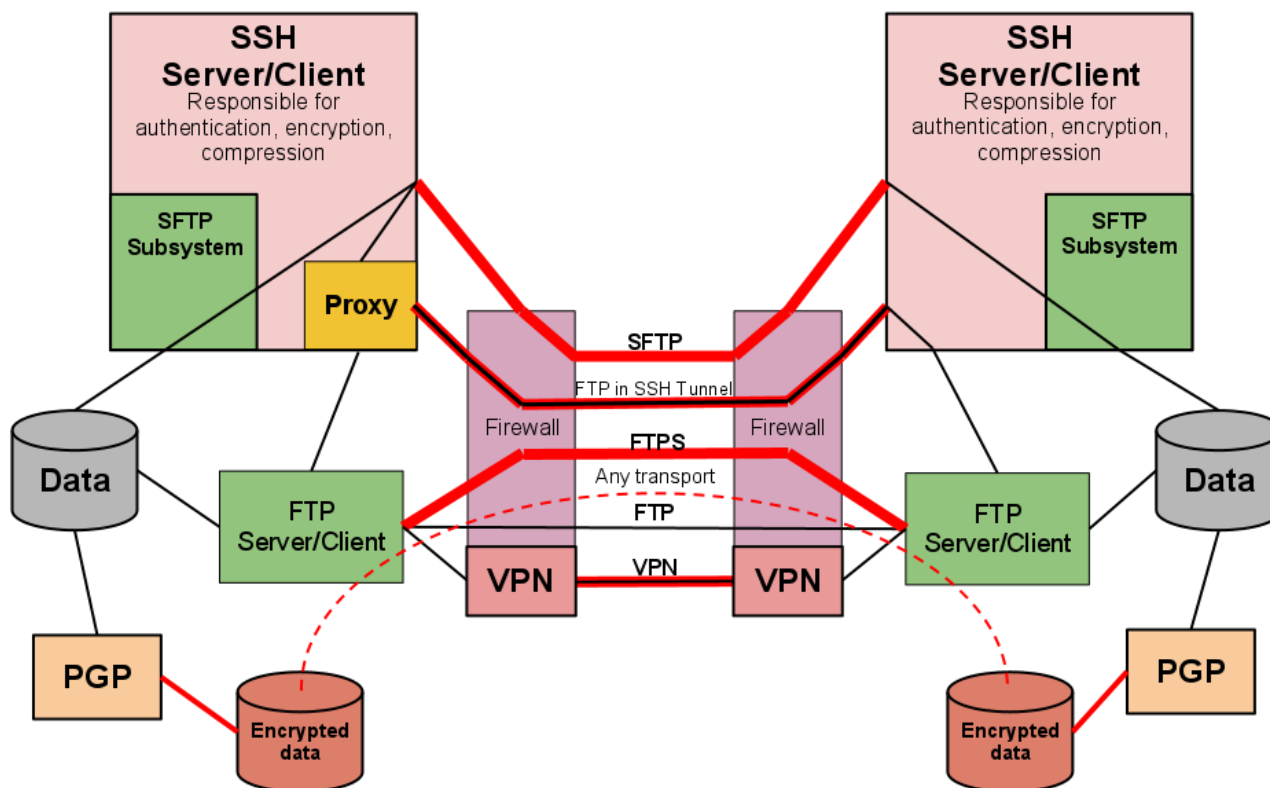 SSH
Server/Client
Responsible for
authentication, encryption,
compression
SFTP
Subsystem
Proxy
SSH
Server/Client
Responsible for
authentication, encryption,
compression
SFTP
Subsystem
SFTP
FTP in SSH Tunnel
Firewall
Firewall
FTPS
Any transport
FTP
VPN
VPN
VPN
Data
FTP
Server/Client
PGP
Encrypted
data
Data
FTP
Server/Client
PGP
Encrypted
data